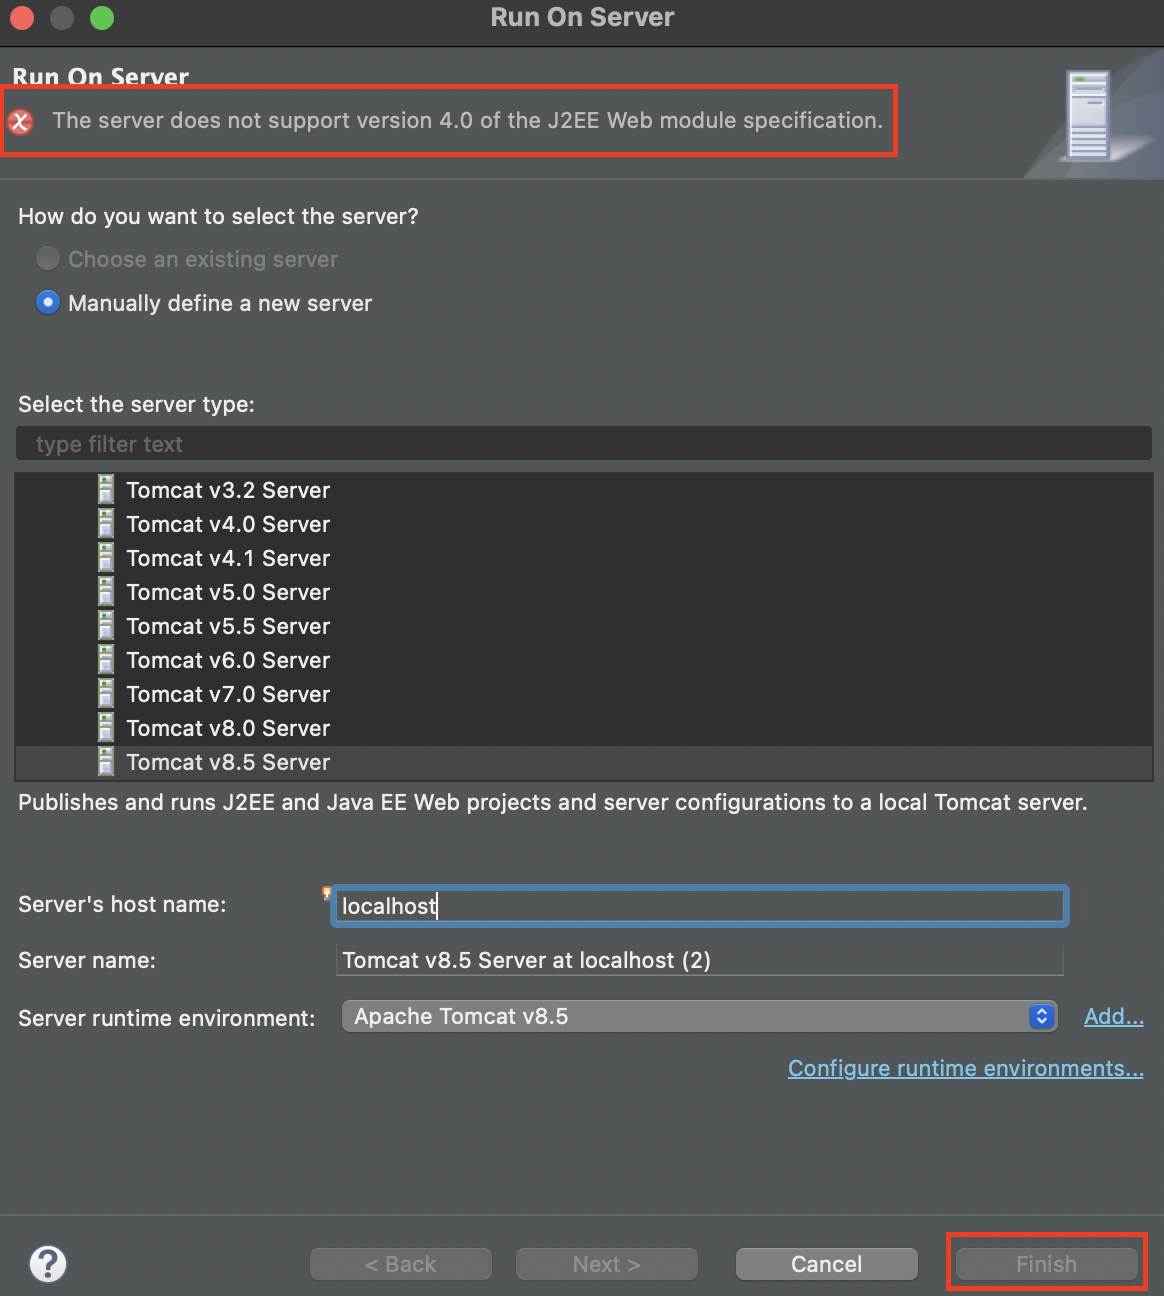 Run On Server
Run On Server
The server does not support version 4.0 of the J2EE Web module specification.
How do you want to select the server?
Choose an existing server
Manually define a new server
Select the server type:
type filter text
Tomcat v3.2 Server
Tomcat v4.0 Server
Tomcat v4.1 Server
Tomcat v5.0 Server
Tomcat v5.5 Server
Tomcat v6.0 Server
Tomcat v7.0 Server
Tomcat v8.0 Server
Tomcat v8.5 Server
Publishes and runs J2EE and Java EE Web projects and server configurations to a local Tomcat server.
Server's host name: localhost
Server name: Tomcat v8.5 Server at localhost (2)
Server runtime environment: Apache Tomcat v8.5 Add...
Configure runtime environments...
? < Back Next > Cancel Finish